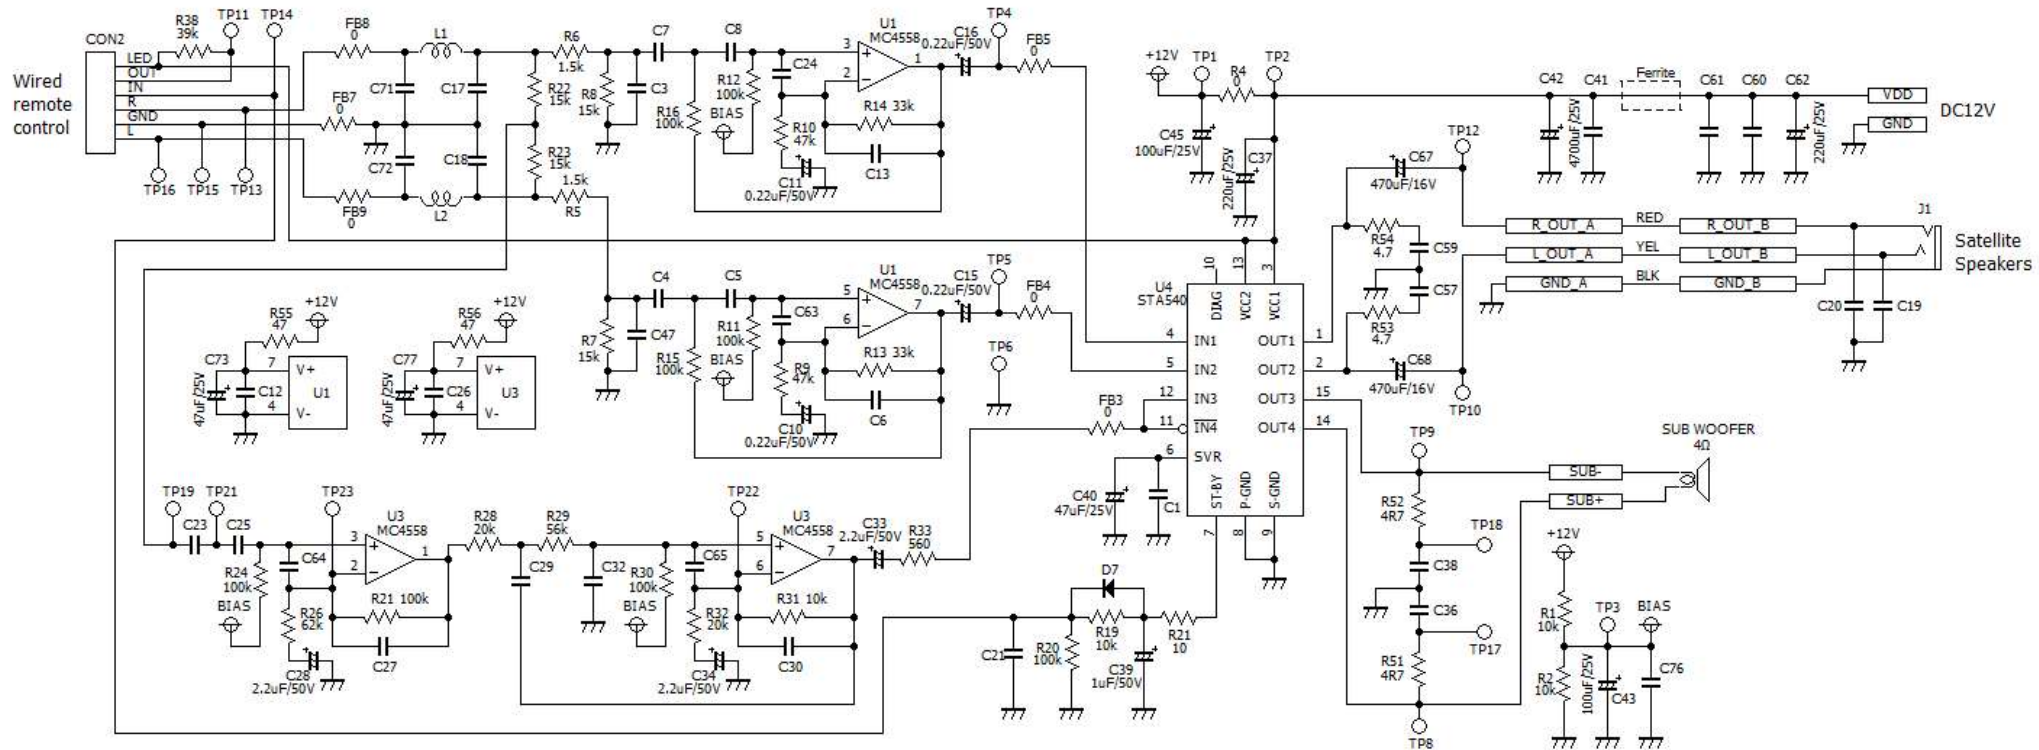 Wired
remote
control
CON2
LED
OUT
IN
R
GND
L
R38
39k
TP11
TP14
TP16
TP15
TP13
FB8
0
FB7
0
FB9
0
L1
L2
C71
C72
C17
C18
R22
15k
R23
15k
R6
1.5k
1.5k
R5
R8
15k
C3
C7
C8
R16
100k
R12
100k
BIAS
C24
R10
47k
C11
0.22uF/50V
U1
MC4558
3
2
1
R14 33k
C13
C16
0.22uF/50V
TP4
FB5
0
R7
15k
C47
C4
C5
R15
100k
R11
100k
BIAS
C63
R9
47k
C10
0.22uF/50V
U1
MC4558
5
6
7
R13 33k
C6
C15
0.22uF/50V
TP5
FB4
0
TP6
FB3
0
R55
47
+12V
C73
47uF/25V
C12
7
4
V+
V-
U1
R56
47
+12V
C77
47uF/25V
C26
7
4
V+
V-
U3
TP19
TP21
C23
C25
R24
100k
BIAS
C64
R26
62k
C28
2.2uF/50V
TP23
U3
MC4558
3
2
1
R21 100k
C27
R28
20k
R29
56k
C29
C32
R30
100k
BIAS
C65
R32
20k
C34
2.2uF/50V
TP22
U3
MC4558
5
6
7
R31 10k
C30
C33
2.2uF/50V
R33
560
+12V
TP1
R4
0
TP2
C45
100uF/25V
C37
220uF/25V
U4
STA540
10
13
3
DIAG
VCC2
VCC1
4
IN1
5
IN2
12
IN3
11
IN4
6
SVR
OUT1
1
OUT2
2
OUT3
15
OUT4
14
ST-BY
P-GND
S-GND
7
8
9
C40
47uF/25V
C1
C21
R20
100k
D7
R19
10k
C39
1uF/50V
R21
10
C67
470uF/16V
TP12
R54
4.7
C59
C57
R53
4.7
C68
470uF/16V
TP10
C42
C41
4700uF/25V
Ferrite
C61
C60
C62
220uF/25V
VDD
GND
DC12V
R_OUT_A
RED
R_OUT_B
L_OUT_A
YEL
L_OUT_B
GND_A
BLK
GND_B
J1
Satellite
Speakers
C20
C19
TP9
R52
4R7
TP18
C38
C36
TP17
R51
4R7
TP8
SUB WOOFER
4Ω
SUB-
SUB+
+12V
R1
10k
R2
10k
TP3
BIAS
100uF/25V
C43
C76